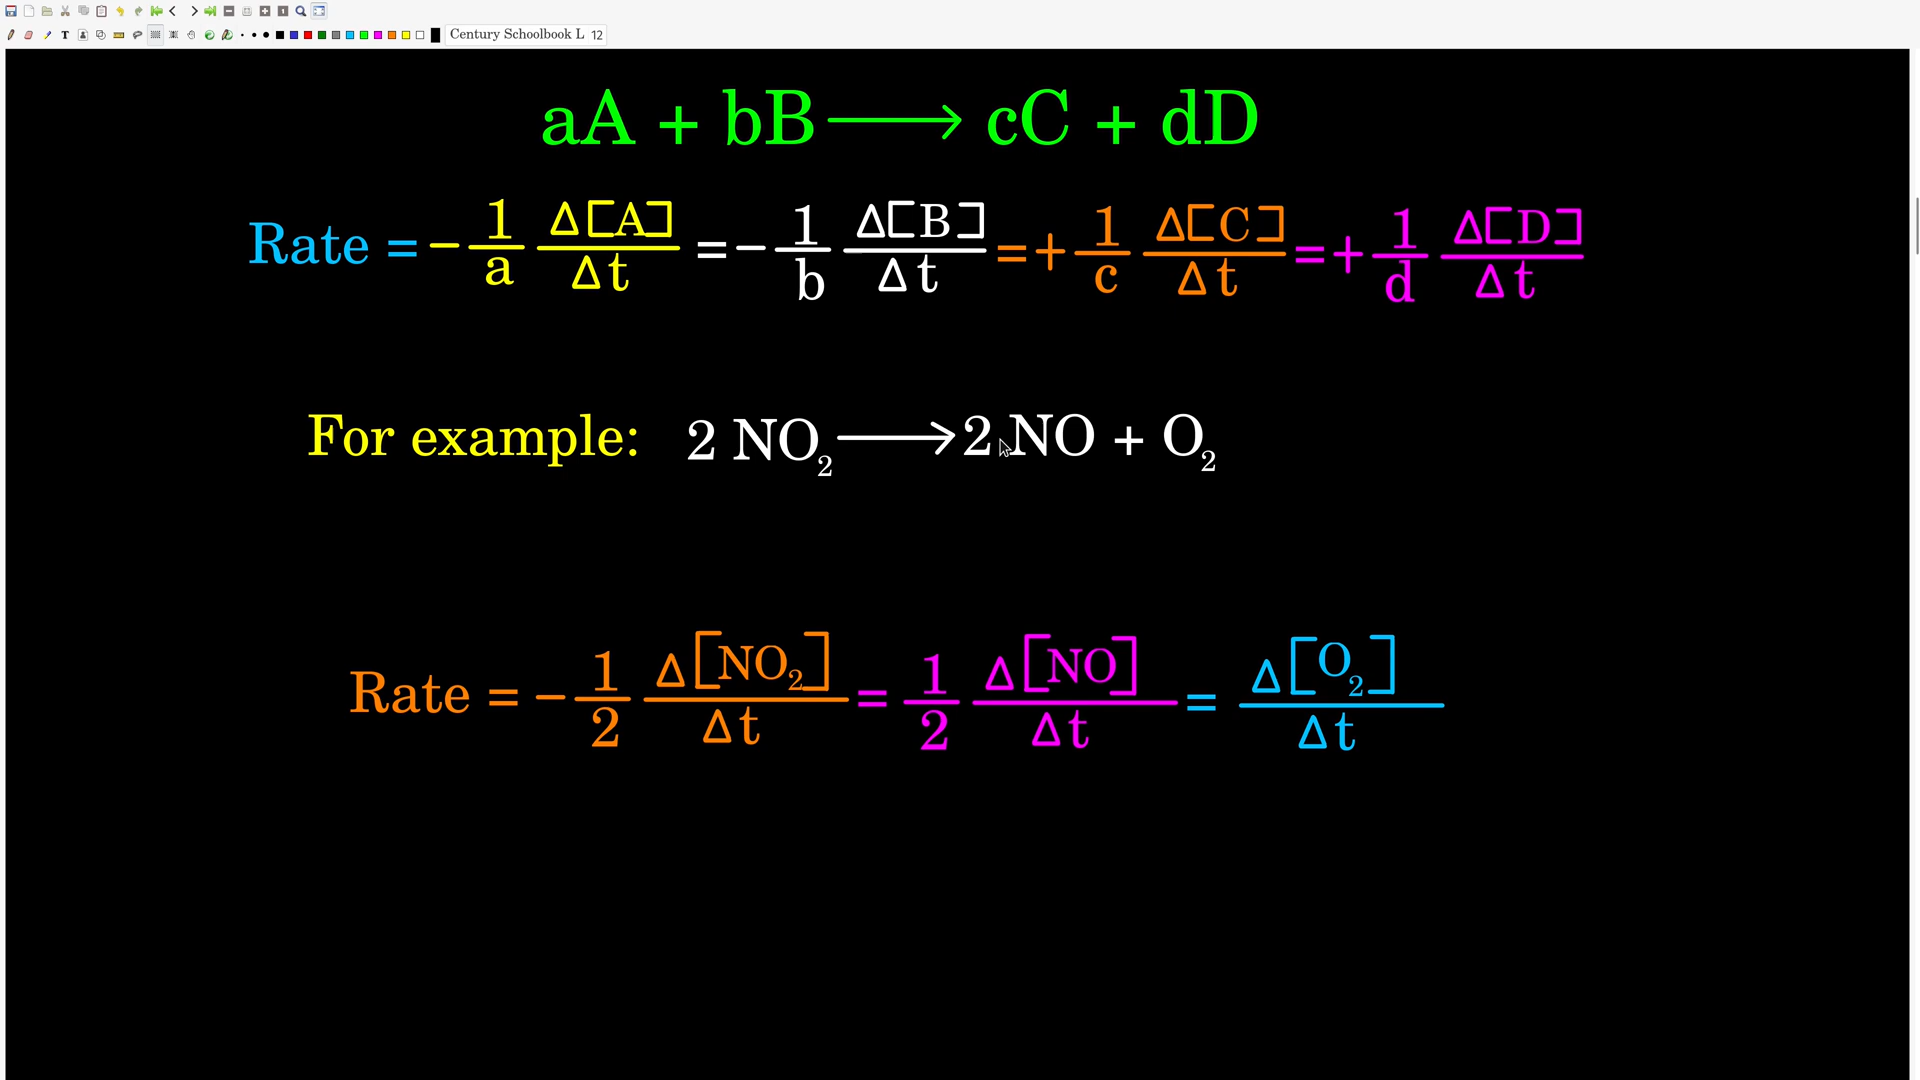 Century Schoolbook L 12
aA + bB ⟶ cC + dD
Rate = - 1/a Δ[A]/Δt = - 1/b Δ[B]/Δt = + 1/c Δ[C]/Δt = + 1/d Δ[D]/Δt
For example: 2 NO₂ ⟶ 2 NO + O₂
Rate = - 1/2 Δ[NO₂]/Δt = 1/2 Δ[NO]/Δt = Δ[O₂]/Δt